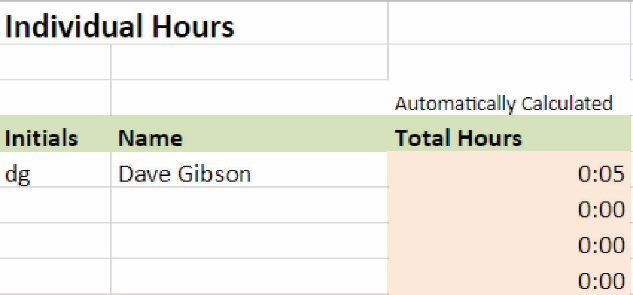 Individual Hours
Automatically Calculated
Initials Name Total Hours
dg Dave Gibson 0:05
0:00
0:00
0:00